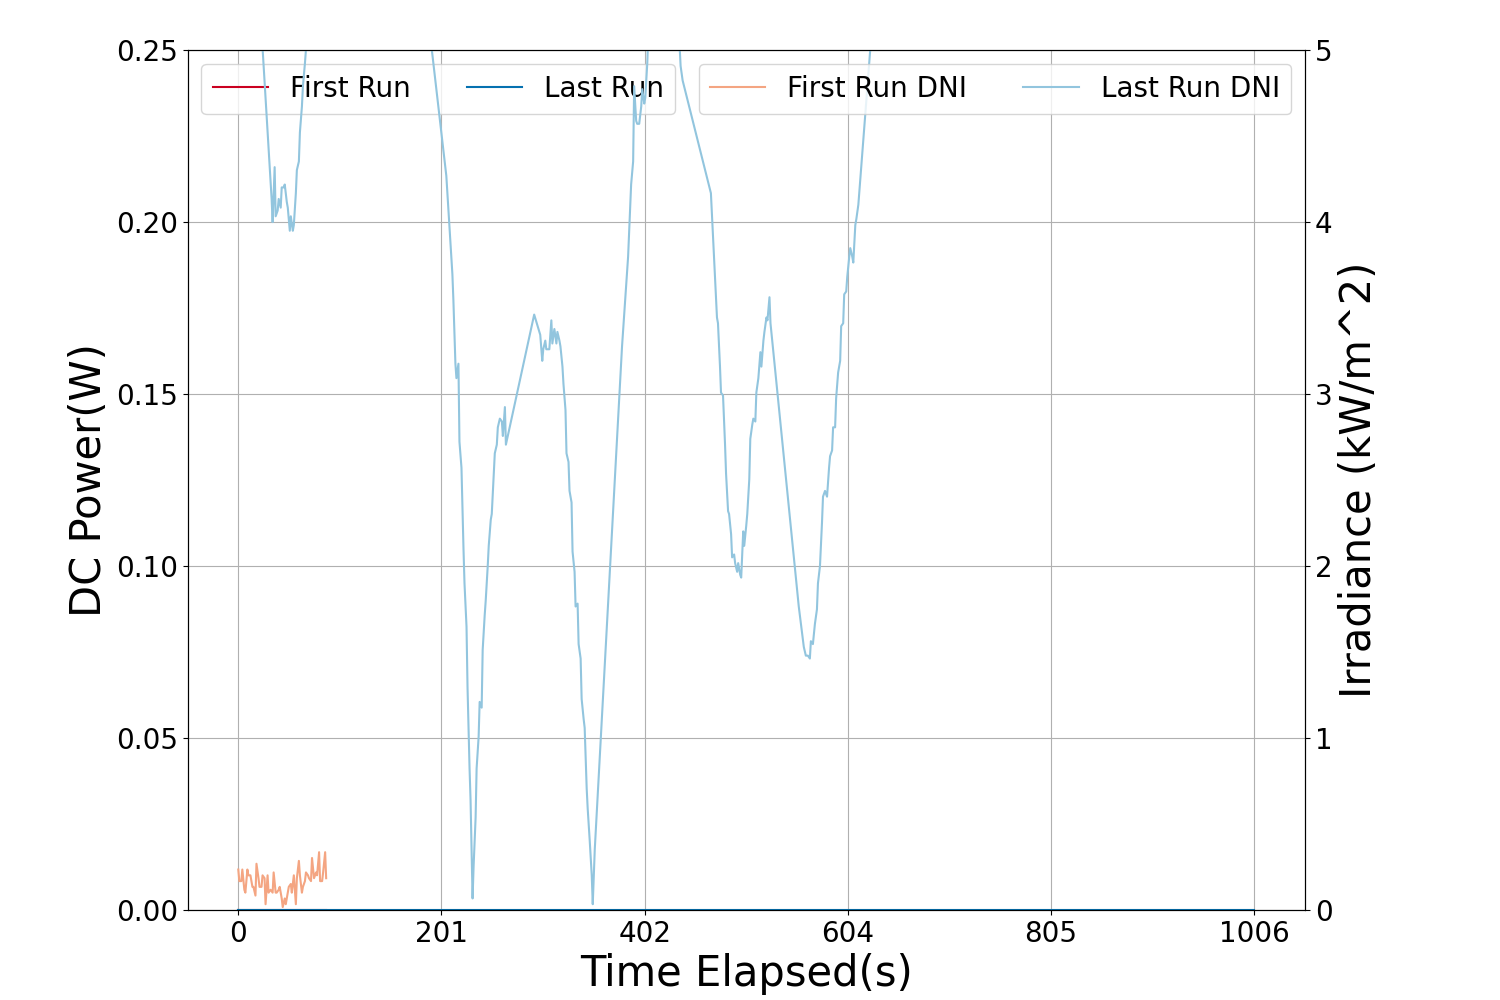 0.25
0.20
0.15
0.10
0.05
0.00
DC Power(W)
First Run
Last Run
First Run DNI
Last Run DNI
5
4
3
2
1
0
Irradiance (kW/m^2)
0 201 402 604 805 1006
Time Elapsed(s)